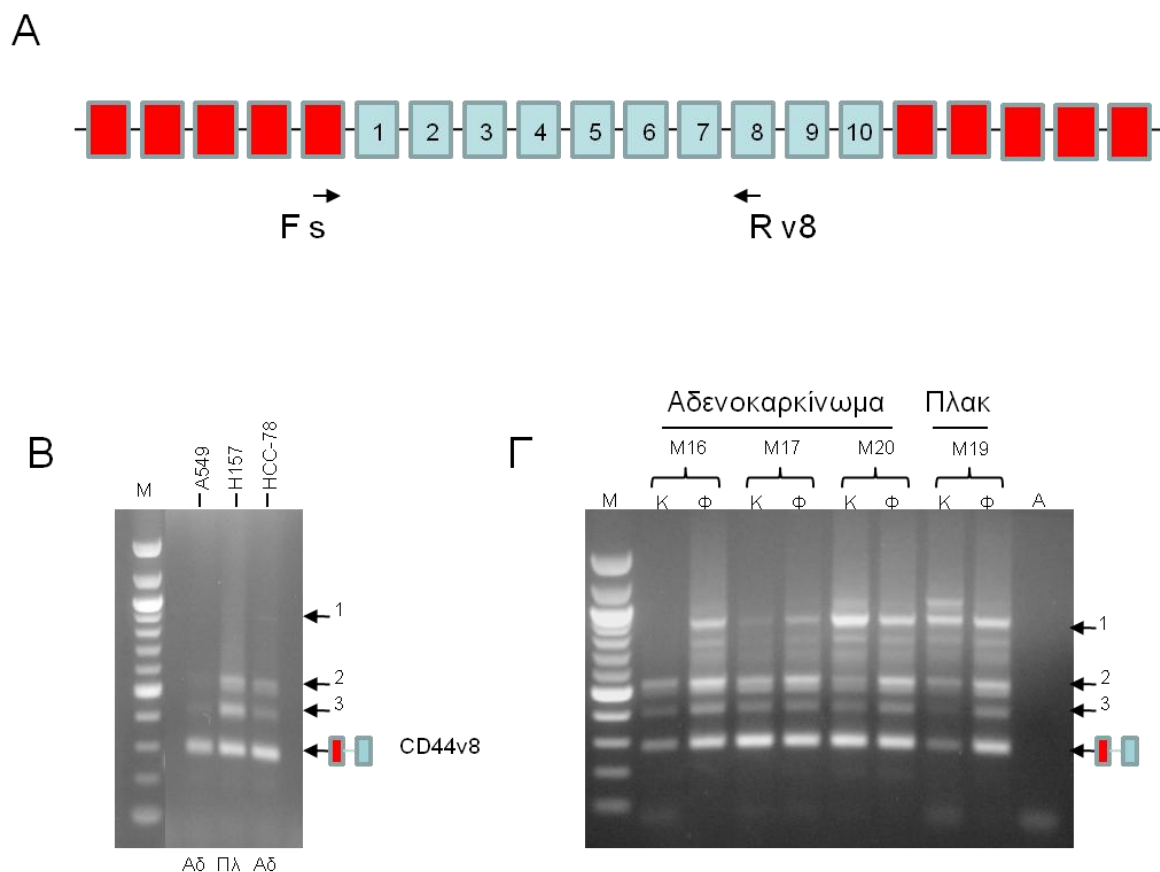 Α
1 2 3 4 5 6 7 8 9 10
F s
R v8
Β
M
A549
H157
HCC-78
1
2
3
CD44v8
Αδ Πλ Αδ
Γ
Αδενοκαρκίνωμα Πλακ
M16 M17 M20 M19
M Κ Φ Κ Φ Κ Φ Κ Φ Α
1
2
3